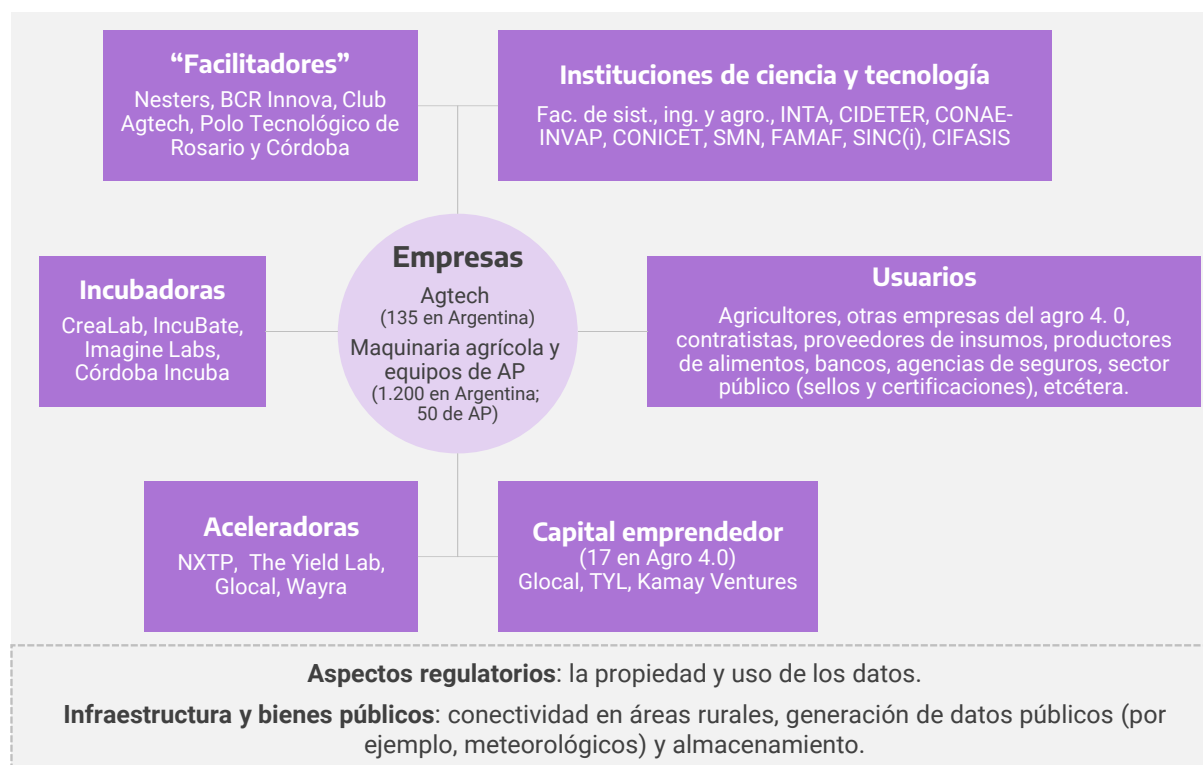 “Facilitadores”
Nesters, BCR Innova, Club
Agtech, Polo Tecnológico de
Rosario y Córdoba
Instituciones de ciencia y tecnología
Fac. de sist., ing. y agro., INTA, CIDETER, CONAE-
INVAP, CONICET, SMN, FAMAF, SINC(i), CIFASIS
Incubadoras
CreaLab, IncuBate,
Imagine Labs,
Córdoba Incuba
Empresas
Agtech
(135 en Argentina)
Maquinaria agrícola y
equipos de AP
(1.200 en Argentina;
50 de AP)
Usuarios
Agricultores, otras empresas del agro 4. 0,
contratistas, proveedores de insumos, productores
de alimentos, bancos, agencias de seguros, sector
público (sellos y certificaciones), etcétera.
Aceleradoras
NXTP, The Yield Lab,
Glocal, Wayra
Capital emprendedor
(17 en Agro 4.0)
Glocal, TYL, Kamay Ventures
Aspectos regulatorios: la propiedad y uso de los datos.
Infraestructura y bienes públicos: conectividad en áreas rurales, generación de datos públicos (por
ejemplo, meteorológicos) y almacenamiento.